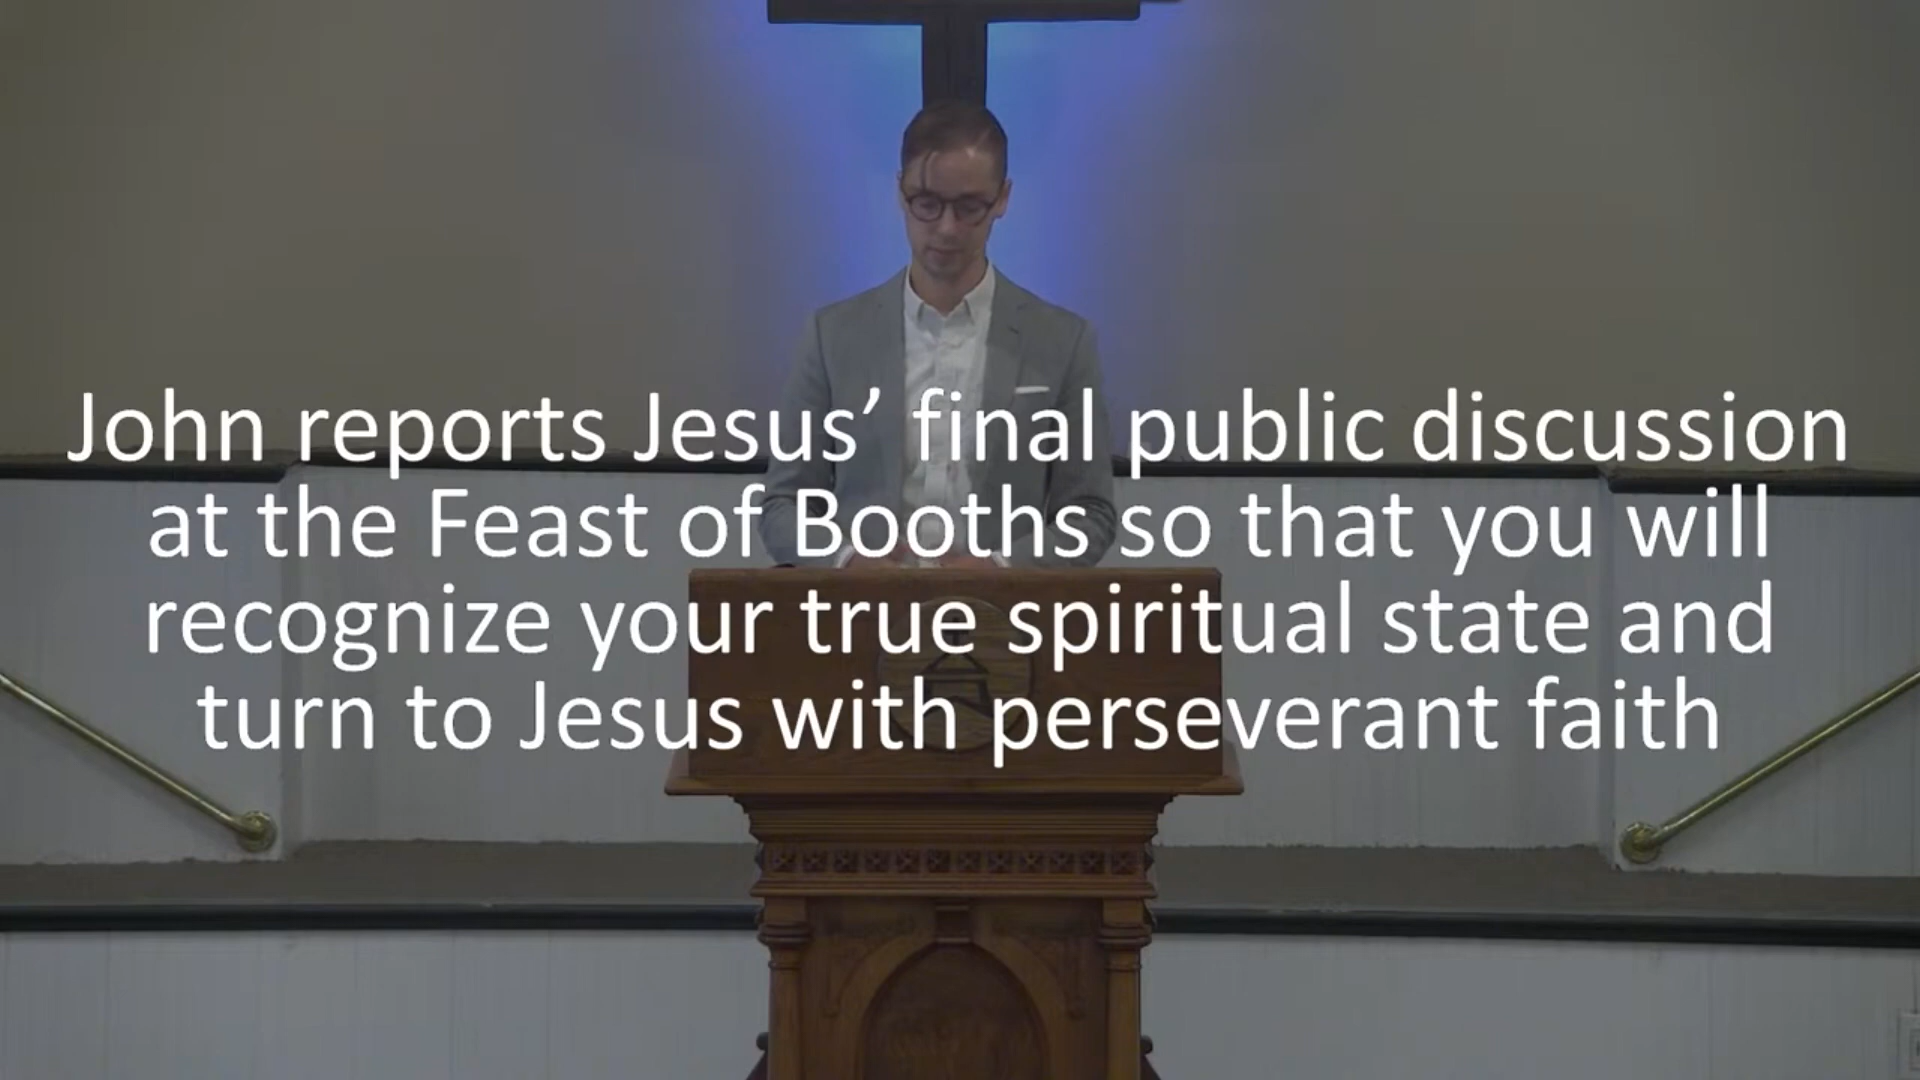 John reports Jesus’ final public discussion
at the Feast of Booths so that you will
recognize your true spiritual state and
turn to Jesus with perseverant faith